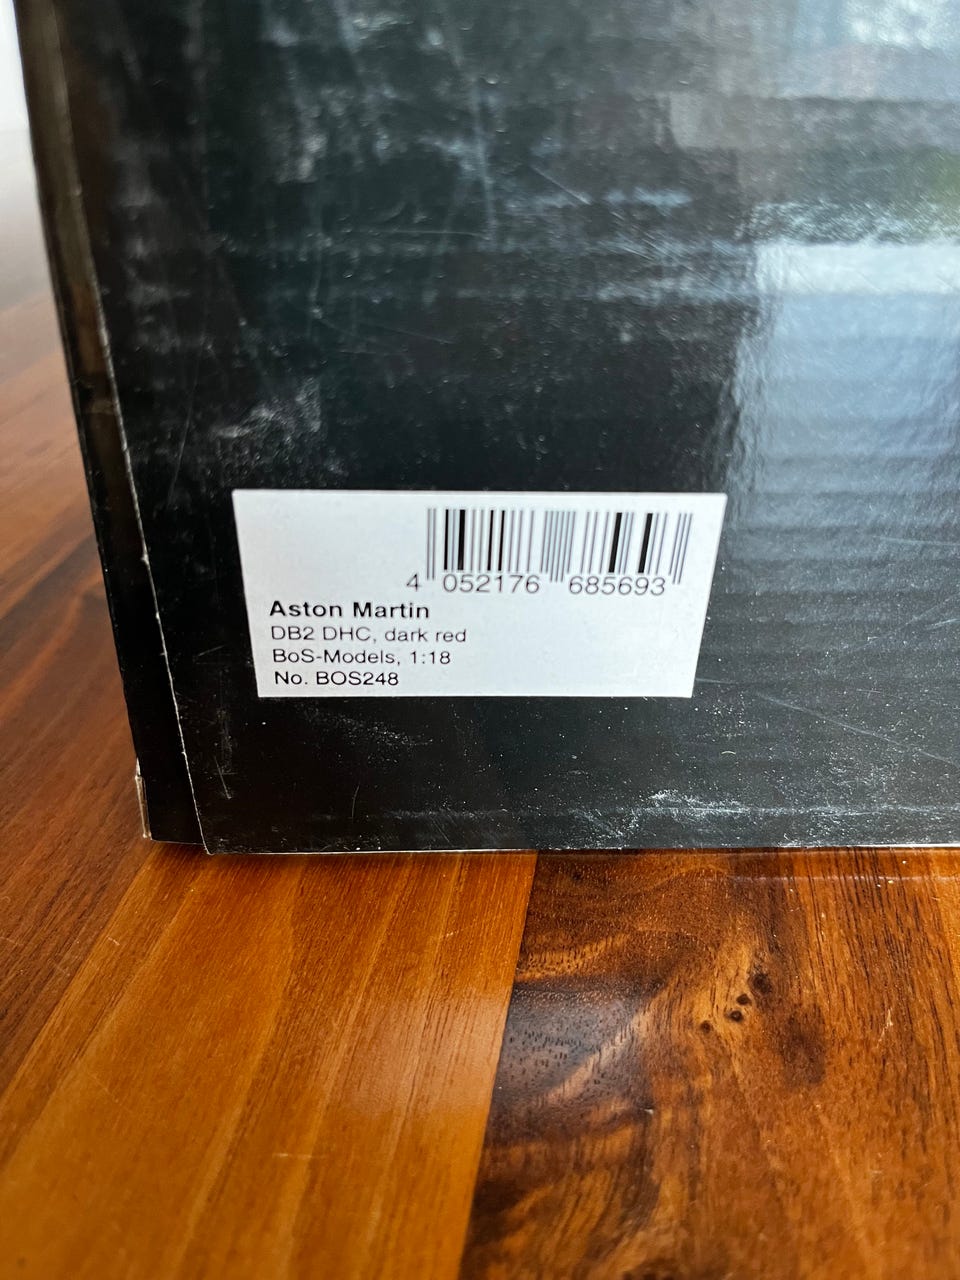 4 052176 685693
Aston Martin
DB2 DHC, dark red
BoS-Models, 1:18
No. BOS248